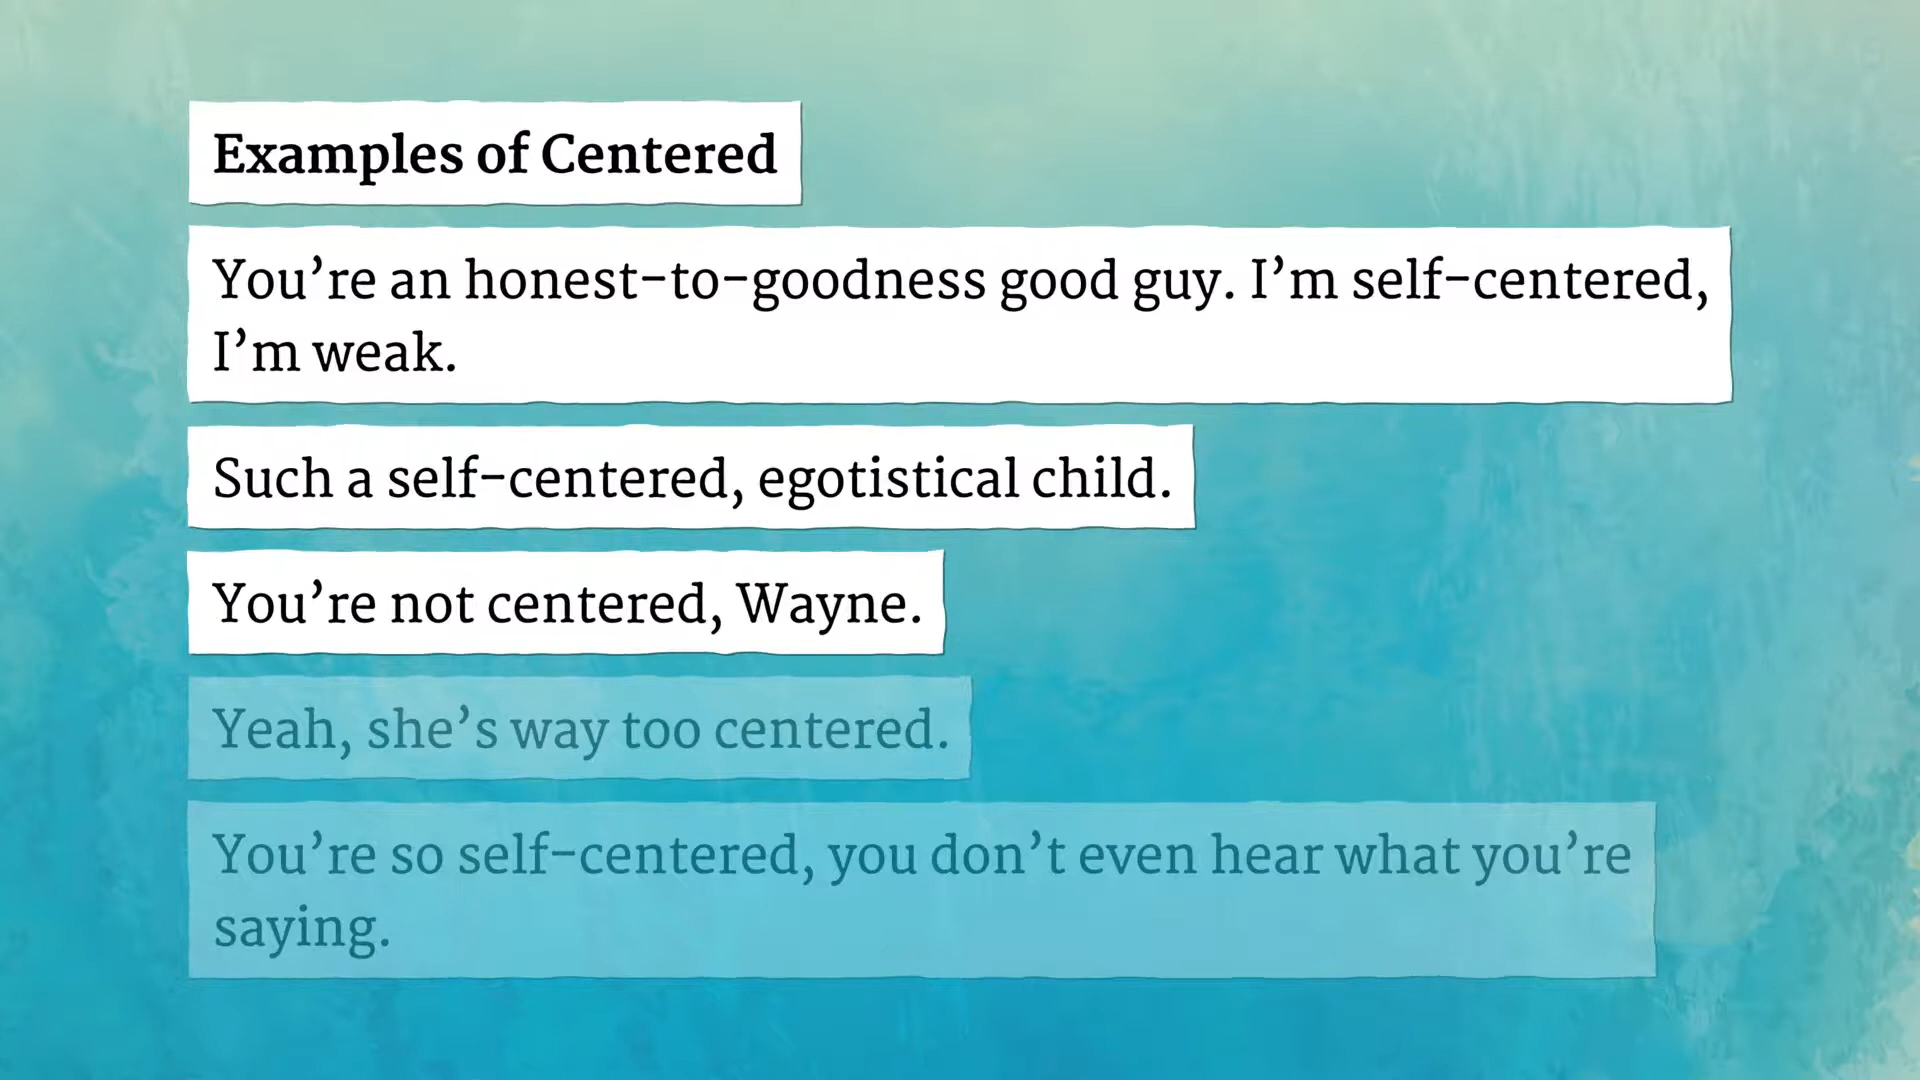 Examples of Centered
You’re an honest-to-goodness good guy. I’m self-centered,
I’m weak.
Such a self-centered, egotistical child.
You’re not centered, Wayne.
Yeah, she’s way too centered.
You’re so self-centered, you don’t even hear what you’re
saying.